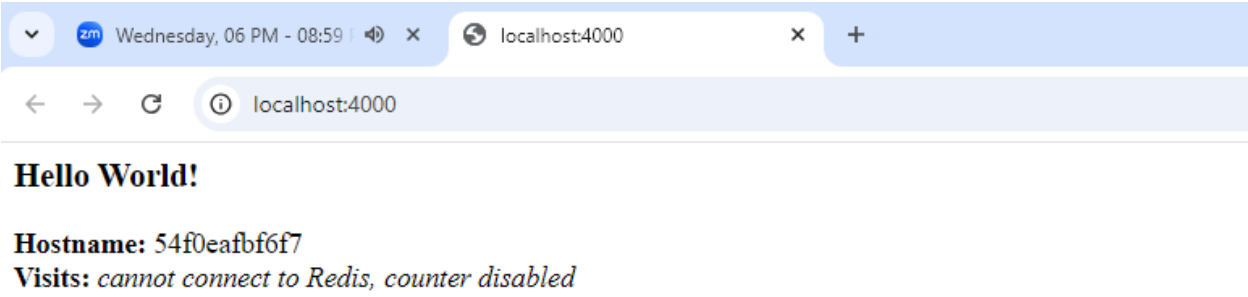 zm Wednesday, 06 PM - 08:59 localhost:4000
localhost:4000
Hello World!
Hostname: 54f0eafbf6f7
Visits: cannot connect to Redis, counter disabled